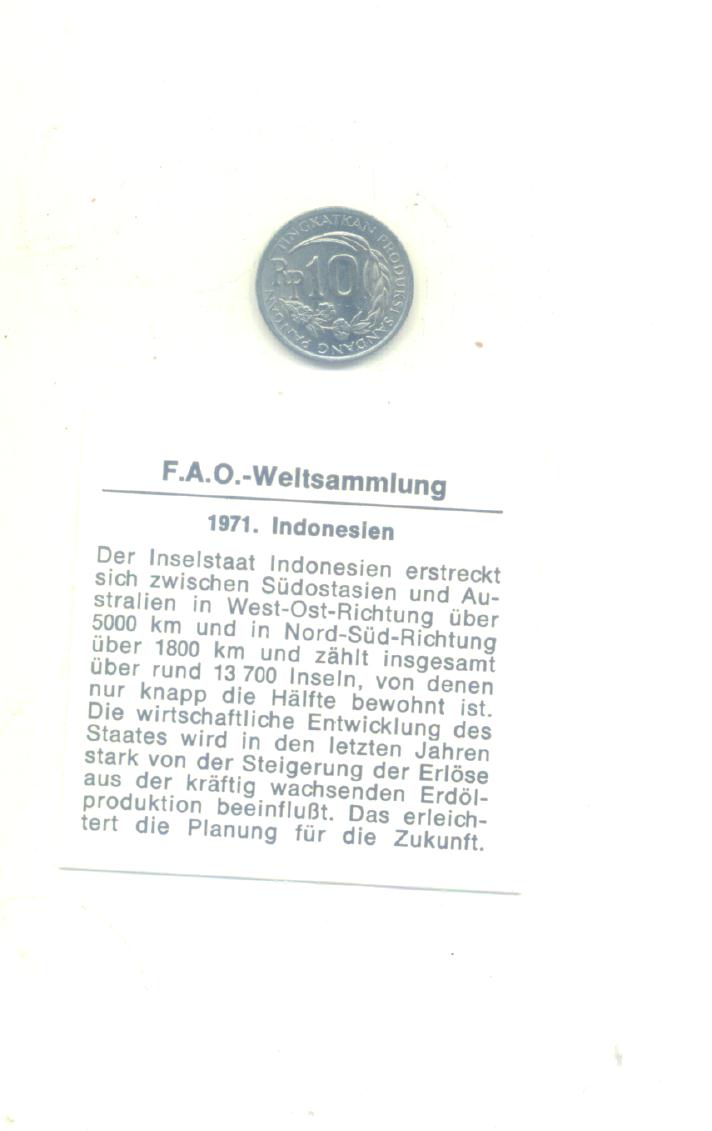 TINGKATKAN PRODUKSI SANDANG PANGAN
Rp10
F.A.O.-Weltsammlung
1971. Indonesien
Der Inselstaat Indonesien erstreckt
sich zwischen Südostasien und Au-
stralien in West-Ost-Richtung über
5000 km und in Nord-Süd-Richtung
über 1800 km und zählt insgesamt
über rund 13 700 Inseln, von denen
nur knapp die Hälfte bewohnt ist.
Die wirtschaftliche Entwicklung des
Staates wird in den letzten Jahren
stark von der Steigerung der Erlöse
aus der kräftig wachsenden Erdöl-
produktion beeinflußt. Das erleich-
tert die Planung für die Zukunft.